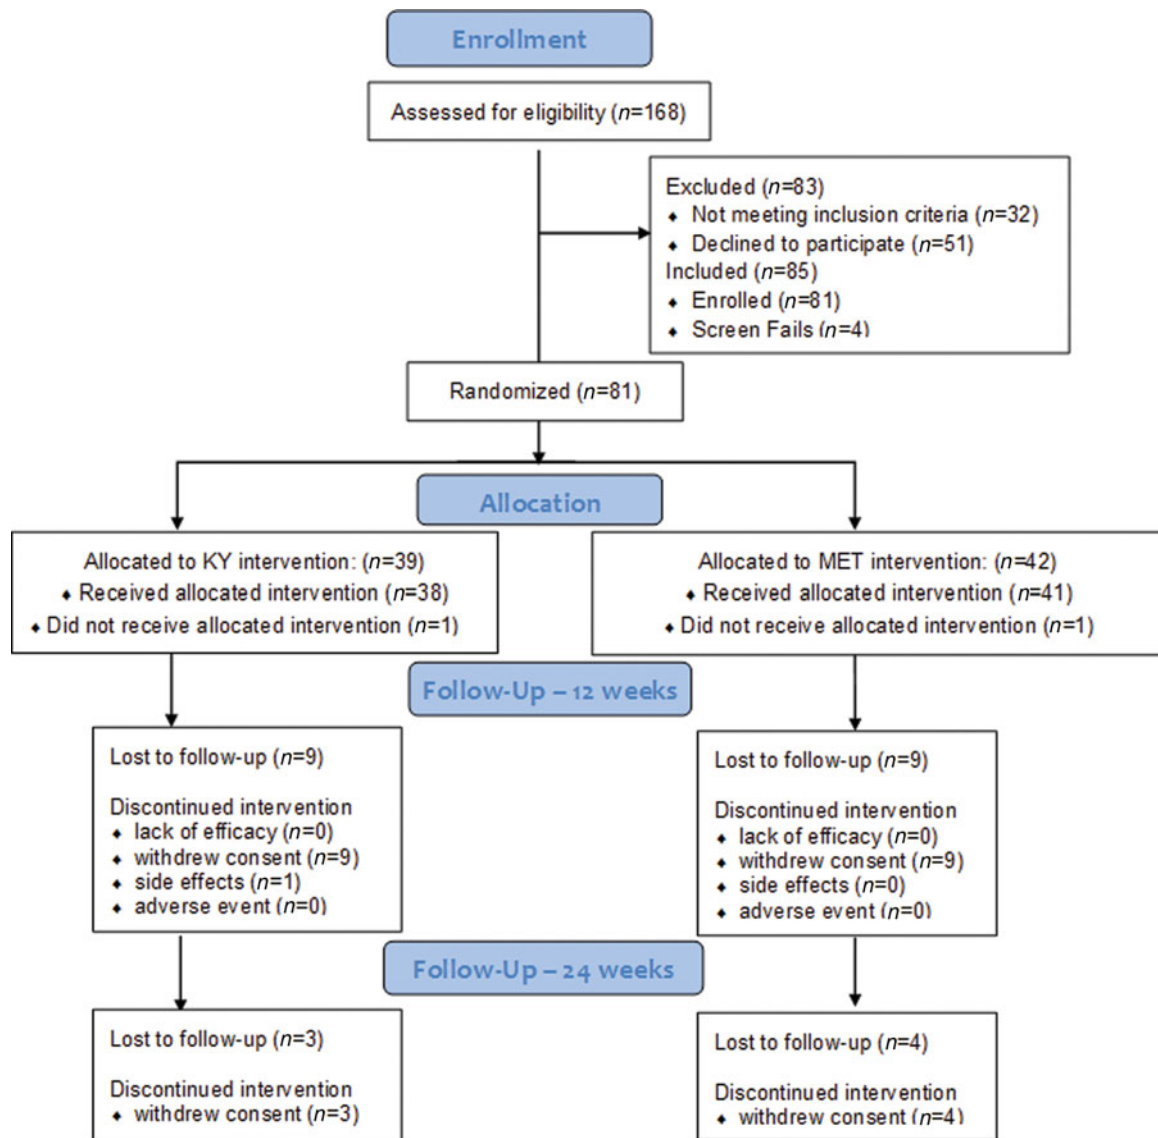 Enrollment
Assessed for eligibility (n=168)
Excluded (n=83)
♦ Not meeting inclusion criteria (n=32)
♦ Declined to participate (n=51)
Included (n=85)
♦ Enrolled (n=81)
♦ Screen Fails (n=4)
Randomized (n=81)
Allocation
Allocated to KY intervention: (n=39)
♦ Received allocated intervention (n=38)
♦ Did not receive allocated intervention (n=1)
Allocated to MET intervention: (n=42)
♦ Received allocated intervention (n=41)
♦ Did not receive allocated intervention (n=1)
Follow-Up – 12 weeks
Lost to follow-up (n=9)
Discontinued intervention
♦ lack of efficacy (n=0)
♦ withdrew consent (n=9)
♦ side effects (n=1)
♦ adverse event (n=0)
Lost to follow-up (n=9)
Discontinued intervention
♦ lack of efficacy (n=0)
♦ withdrew consent (n=9)
♦ side effects (n=0)
♦ adverse event (n=0)
Follow-Up – 24 weeks
Lost to follow-up (n=3)
Discontinued intervention
♦ withdrew consent (n=3)
Lost to follow-up (n=4)
Discontinued intervention
♦ withdrew consent (n=4)